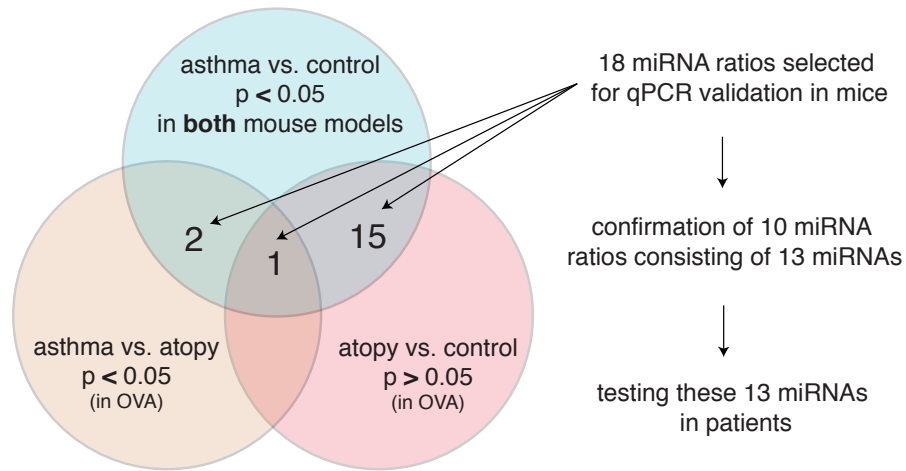 asthma vs. control
p < 0.05
in both mouse models
2
1
15
asthma vs. atopy
p < 0.05
(in OVA)
atopy vs. control
p > 0.05
(in OVA)
18 miRNA ratios selected
for qPCR validation in mice
confirmation of 10 miRNA
ratios consisting of 13 miRNAs
testing these 13 miRNAs
in patients